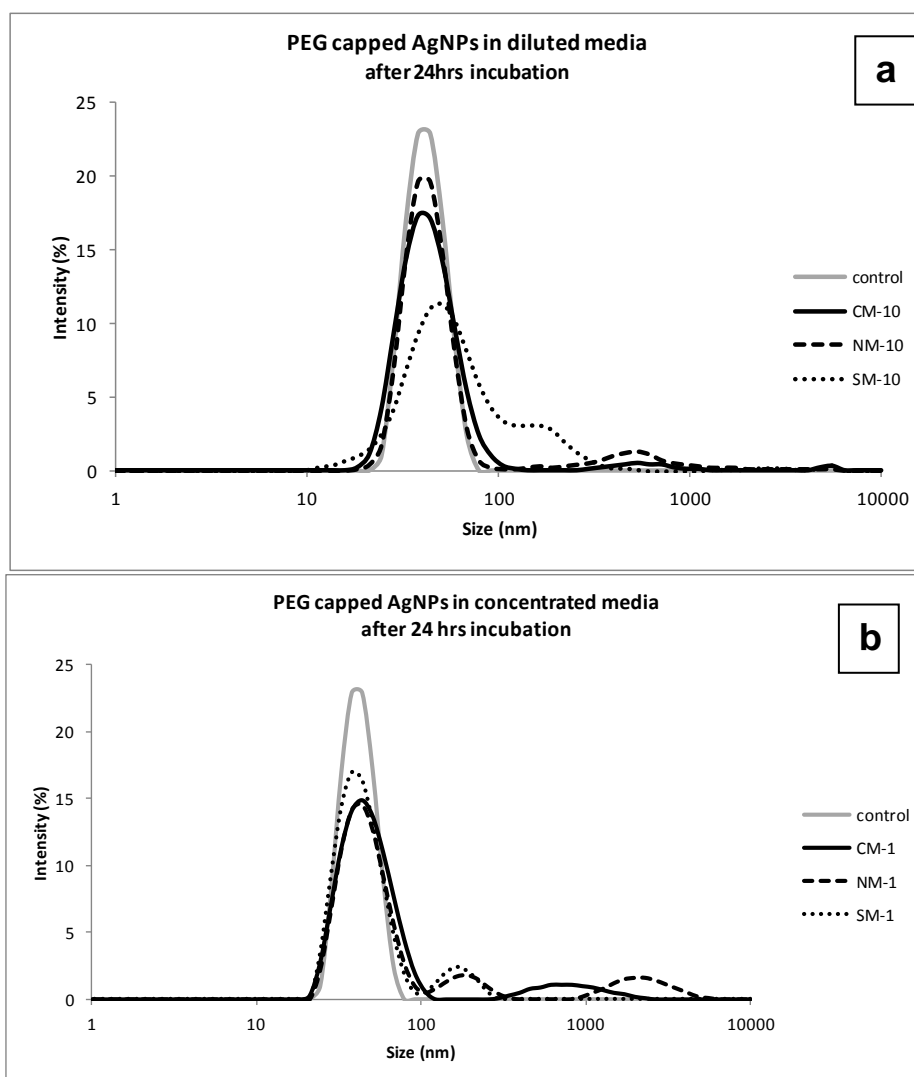 PEG capped AgNPs in diluted media
after 24hrs incubation
a
25
20
15
10
5
0
Intensity (%)
1
10
100
1000
10000
Size (nm)
control
CM-10
NM-10
SM-10
PEG capped AgNPs in concentrated media
after 24 hrs incubation
b
25
20
15
10
5
0
Intensity (%)
1
10
100
1000
10000
Size (nm)
control
CM-1
NM-1
SM-1